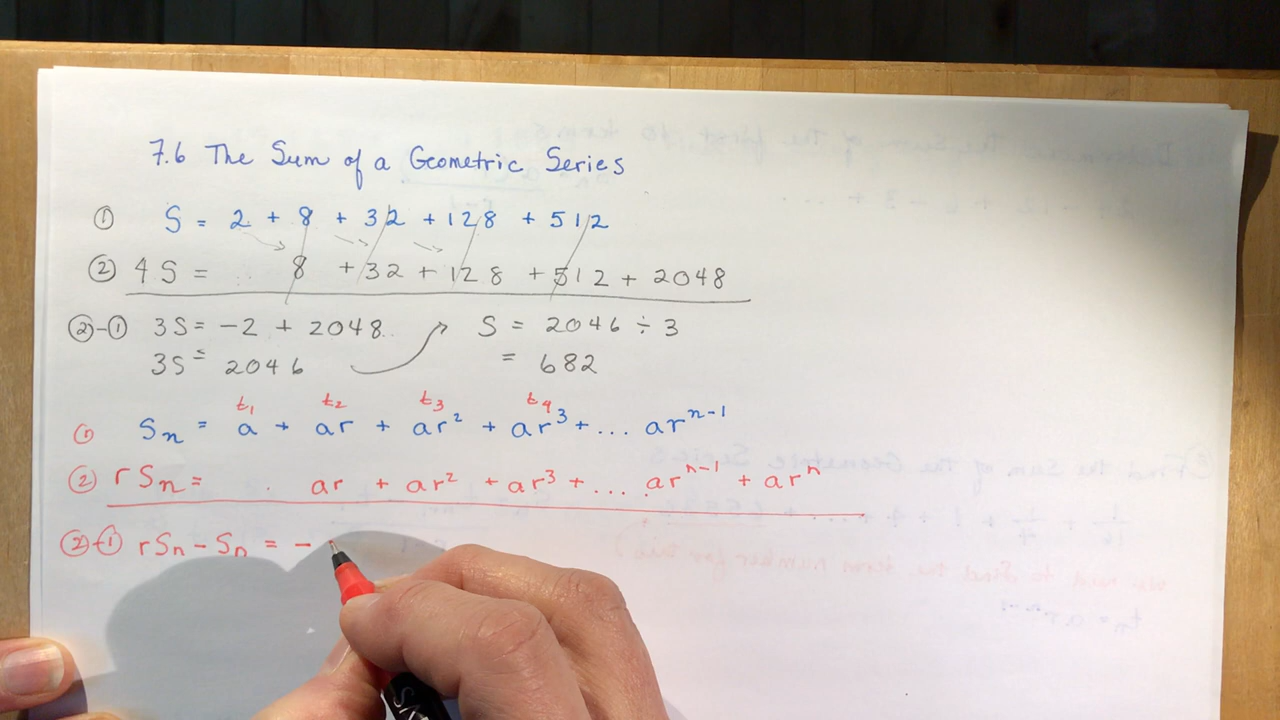 7.6 The Sum of a Geometric Series
① S = 2 + 8 + 32 + 128 + 512
② 4S = 8 + 32 + 128 + 512 + 2048
②-① 3S = -2 + 2048 S = 2046 ÷ 3
3S = 2046 = 682
t₁ t₂ t₃ t₄
① Sₙ = a + ar + ar² + ar³ + ... arⁿ⁻¹
② rSₙ = ar + ar² + ar³ + ... arⁿ⁻¹ + arⁿ
②-① rSₙ - Sₙ = -